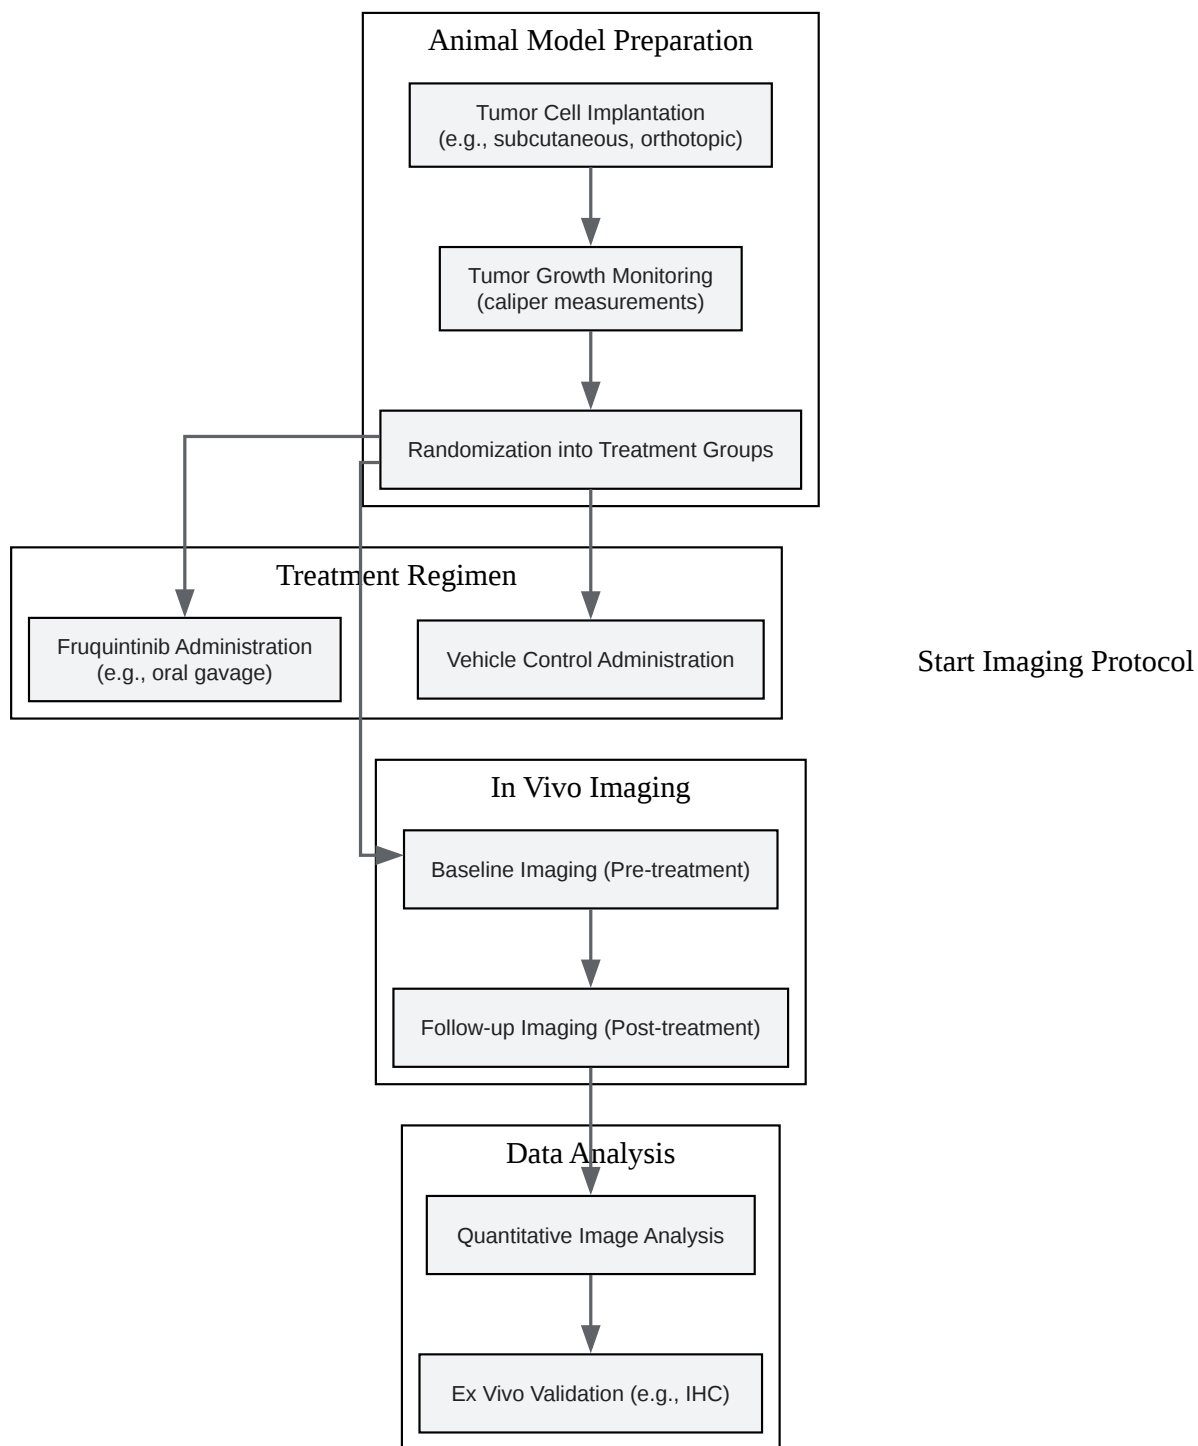 Animal Model Preparation
Tumor Cell Implantation
(e.g., subcutaneous, orthotopic)
Tumor Growth Monitoring
(caliper measurements)
Randomization into Treatment Groups
Treatment Regimen
Fruquintinib Administration
(e.g., oral gavage)
Vehicle Control Administration
Start Imaging Protocol
In Vivo Imaging
Baseline Imaging (Pre-treatment)
Follow-up Imaging (Post-treatment)
Data Analysis
Quantitative Image Analysis
Ex Vivo Validation (e.g., IHC)